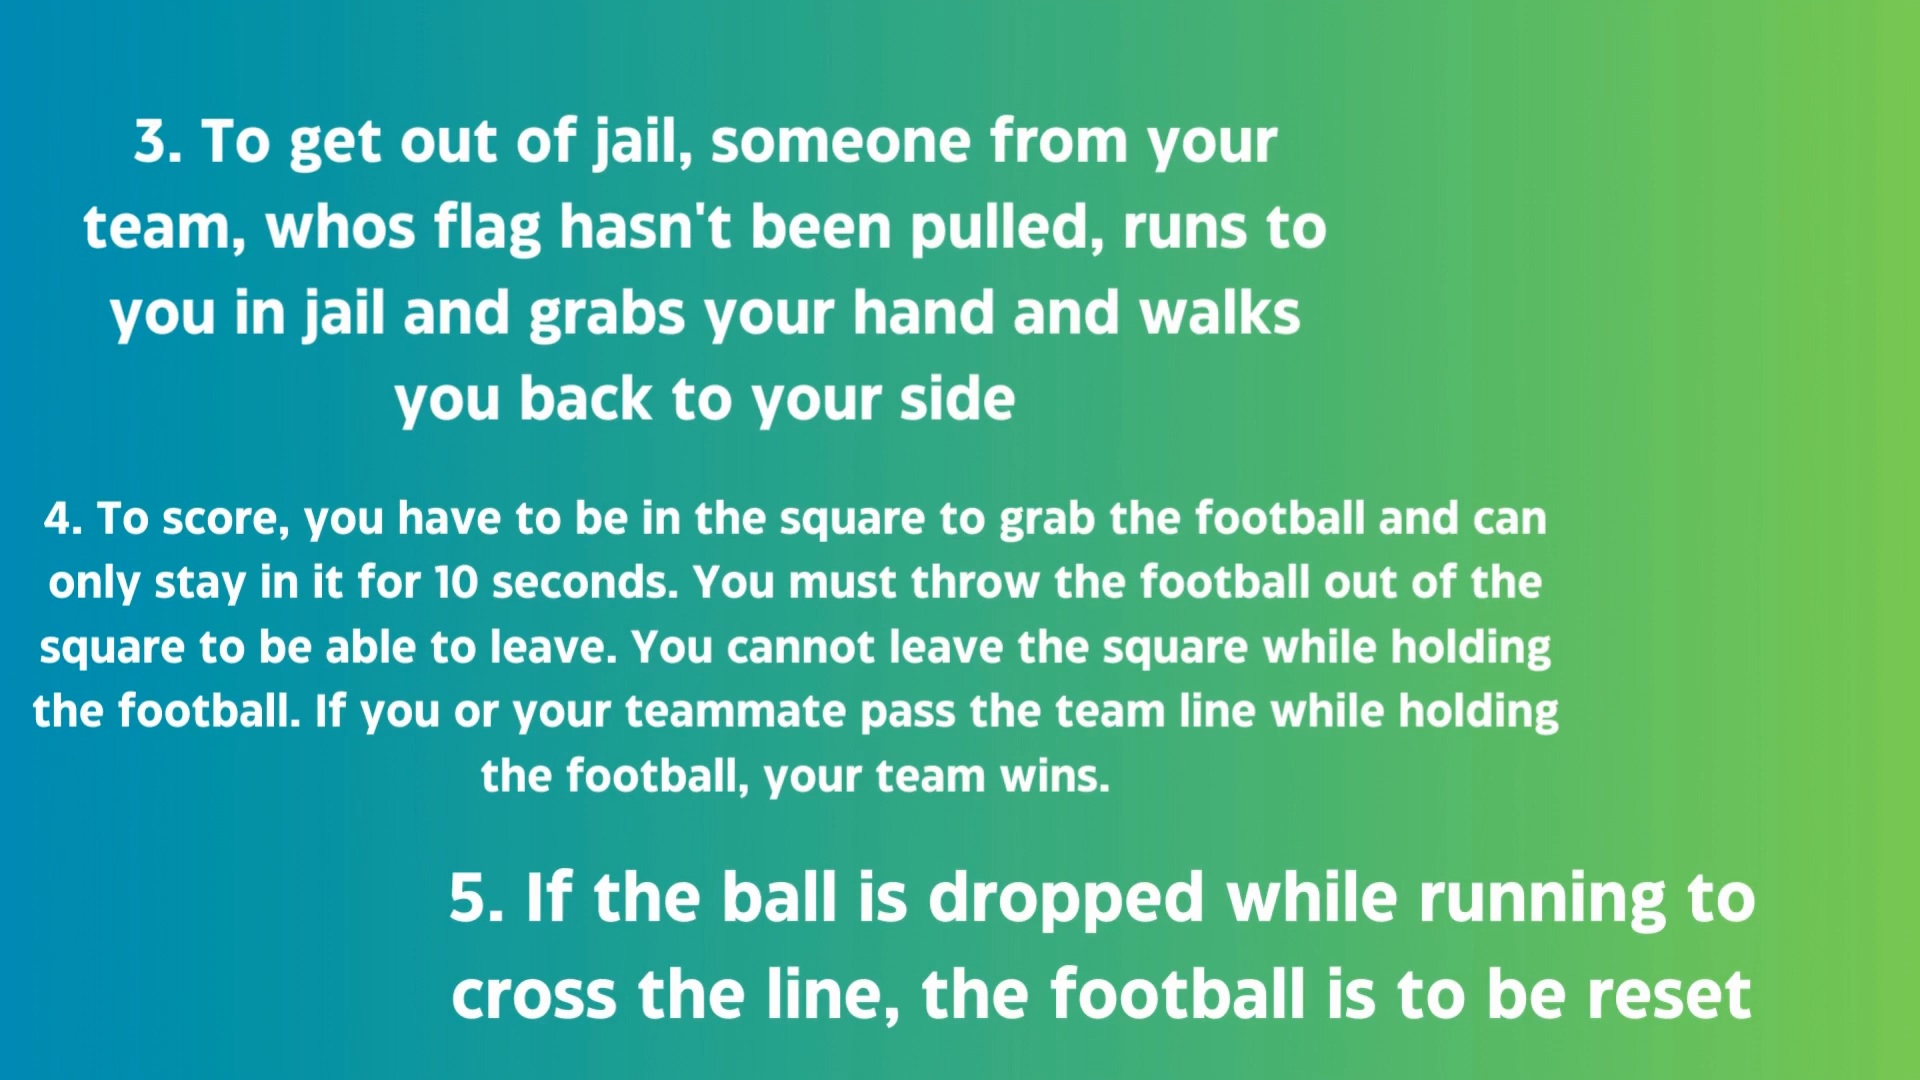 3. To get out of jail, someone from your
team, whos flag hasn't been pulled, runs to
you in jail and grabs your hand and walks
you back to your side
4. To score, you have to be in the square to grab the football and can
only stay in it for 10 seconds. You must throw the football out of the
square to be able to leave. You cannot leave the square while holding
the football. If you or your teammate pass the team line while holding
the football, your team wins.
5. If the ball is dropped while running to
cross the line, the football is to be reset